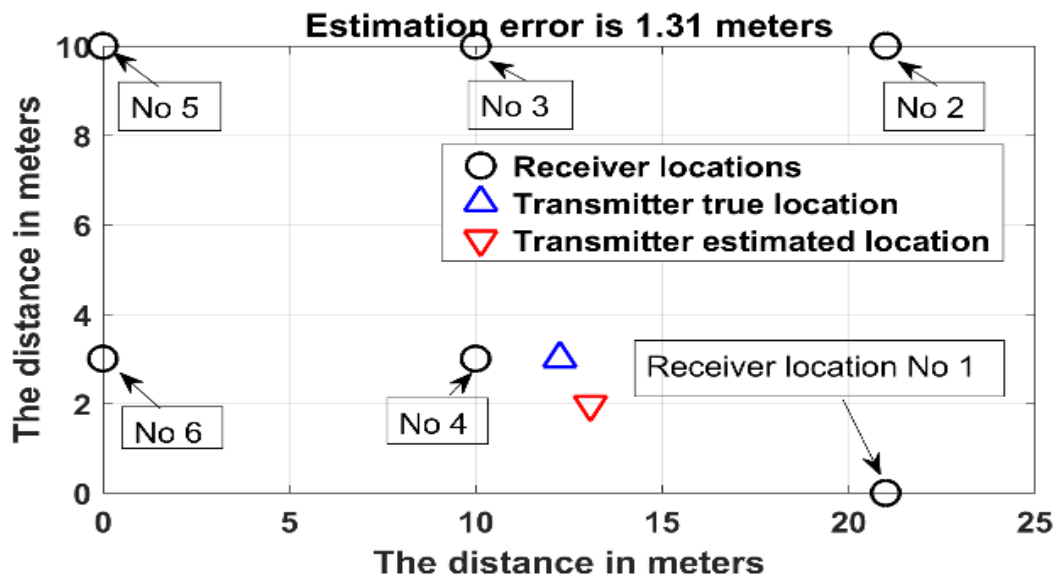 Estimation error is 1.31 meters
10
8
6
4
2
0
The distance in meters
No 5
No 3
No 2
Receiver locations
Transmitter true location
Transmitter estimated location
Receiver location No 1
No 4
No 6
0
5
10
15
20
25
The distance in meters